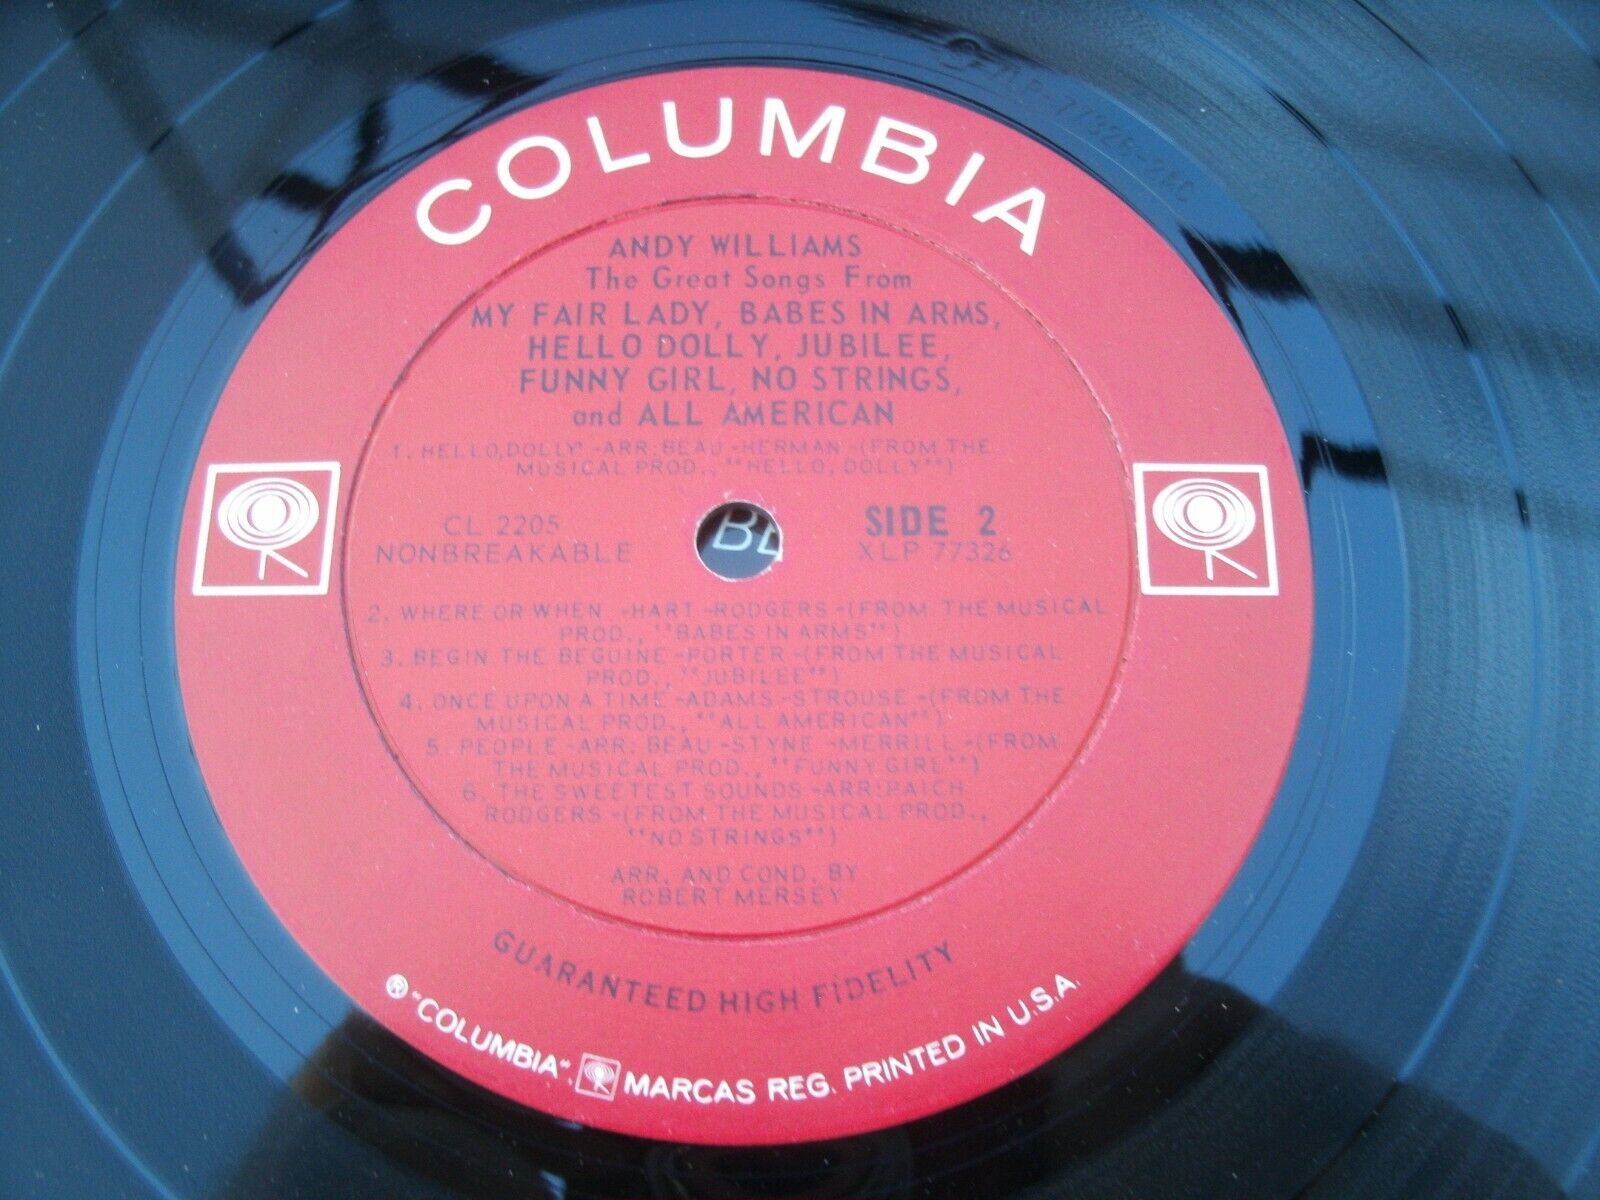 COLUMBIA
ANDY WILLIAMS
The Great Songs From
MY FAIR LADY, BABES IN ARMS,
HELLO DOLLY, JUBILEE,
FUNNY GIRL, NO STRINGS,
and ALL AMERICAN
1. HELLO, DOLLY! -ARR: BEAU -HERMAN -(FROM THE
MUSICAL PROD., ""HELLO, DOLLY"")
CL 2205
NONBREAKABLE
SIDE 2
XLP 77326
2. WHERE OR WHEN -HART -RODGERS -(FROM THE MUSICAL
PROD., ""BABES IN ARMS"")
3. BEGIN THE BEGUINE -PORTER -(FROM THE MUSICAL
PROD., ""JUBILEE"")
4. ONCE UPON A TIME -ADAMS -STROUSE -(FROM THE
MUSICAL PROD., ""ALL AMERICAN"")
5. PEOPLE -ARR: BEAU -STYNE -MERRILL -(FROM
THE MUSICAL PROD., ""FUNNY GIRL"")
6. THE SWEETEST SOUNDS -ARR: PAICH
RODGERS -(FROM THE MUSICAL PROD.,
""NO STRINGS"")
ARR. AND COND. BY
ROBERT MERSEY
GUARANTEED HIGH FIDELITY
® "COLUMBIA", MARCAS REG. PRINTED IN U.S.A.